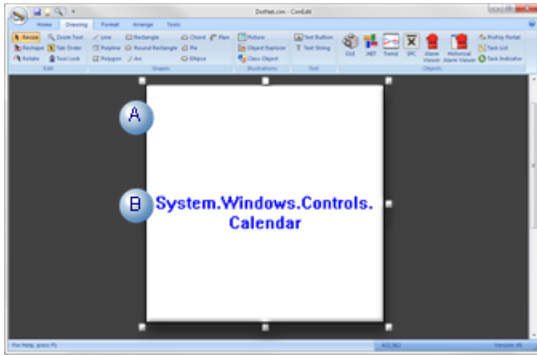 DotNet.cim - CimEdit
Home Drawing Format Arrange Tools
Resize Zoom Tool Line Rectangle Chord Pipe Picture Text Button Proficy Portal
Reshape Tab Order Polyline Round Rectangle Pie Object Explorer Text String OLE .NET Trend SPC Alarm Viewer Historical Alarm Viewer Task List
Rotate Tool Lock Polygon Arc Ellipse Class Object Task Indicator
Edit Shapes Illustrations Text Objects
A
B
System.Windows.Controls.
Calendar
For Help, press F1